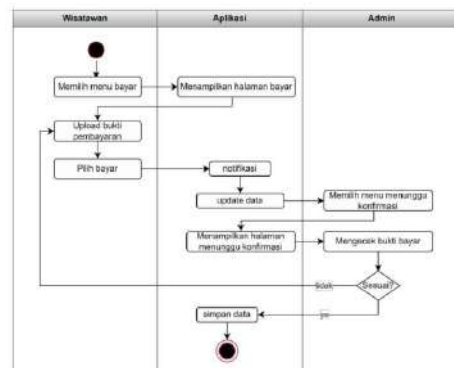 Wisatawan
Aplikasi
Admin
Memilih menu bayar
Menampilkan halaman bayar
Upload bukti
pembayaran
Pilih bayar
notifikasi
update data
Memilih menu menunggu
konfirmasi
Menampilkan halaman
menunggu konfirmasi
Mengecek bukti bayar
Sesuai?
tidak
ya
simpan data